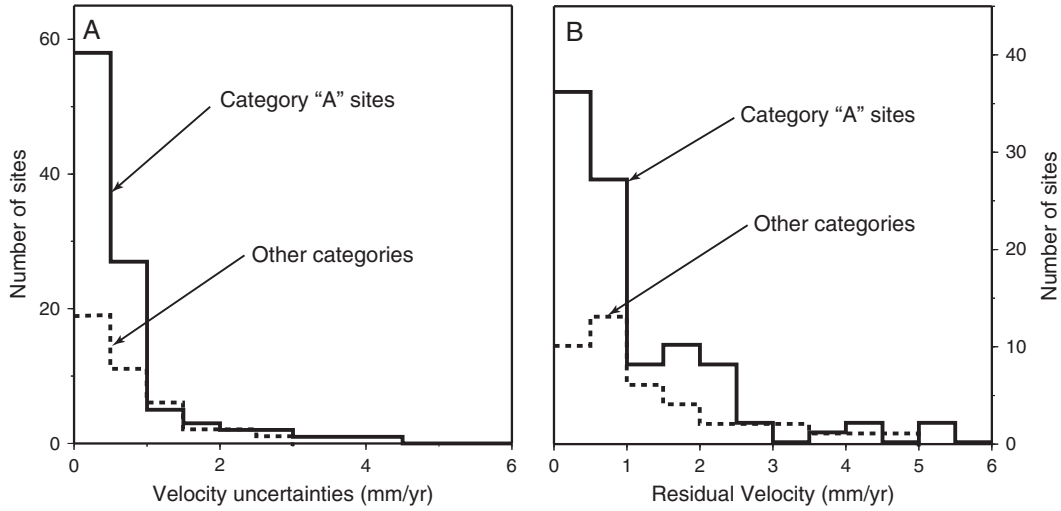 A
60
40
20
0
Number of sites
Category “A” sites
Other categories
0
2
4
6
Velocity uncertainties (mm/yr)
B
40
30
20
10
0
Number of sites
Category “A” sites
Other categories
0
1
2
3
4
5
6
Residual Velocity (mm/yr)